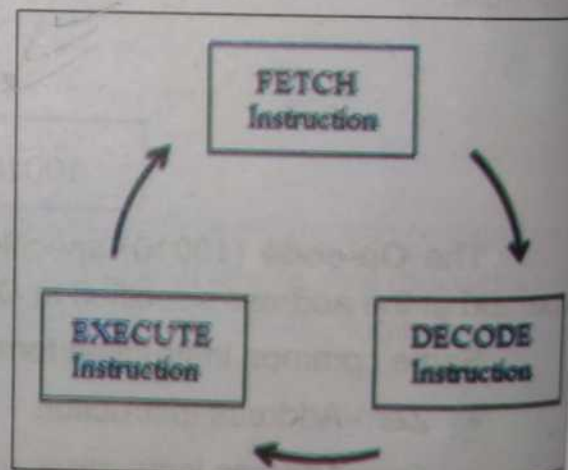 FETCH
Instruction
EXECUTE
Instruction
DECODE
Instruction